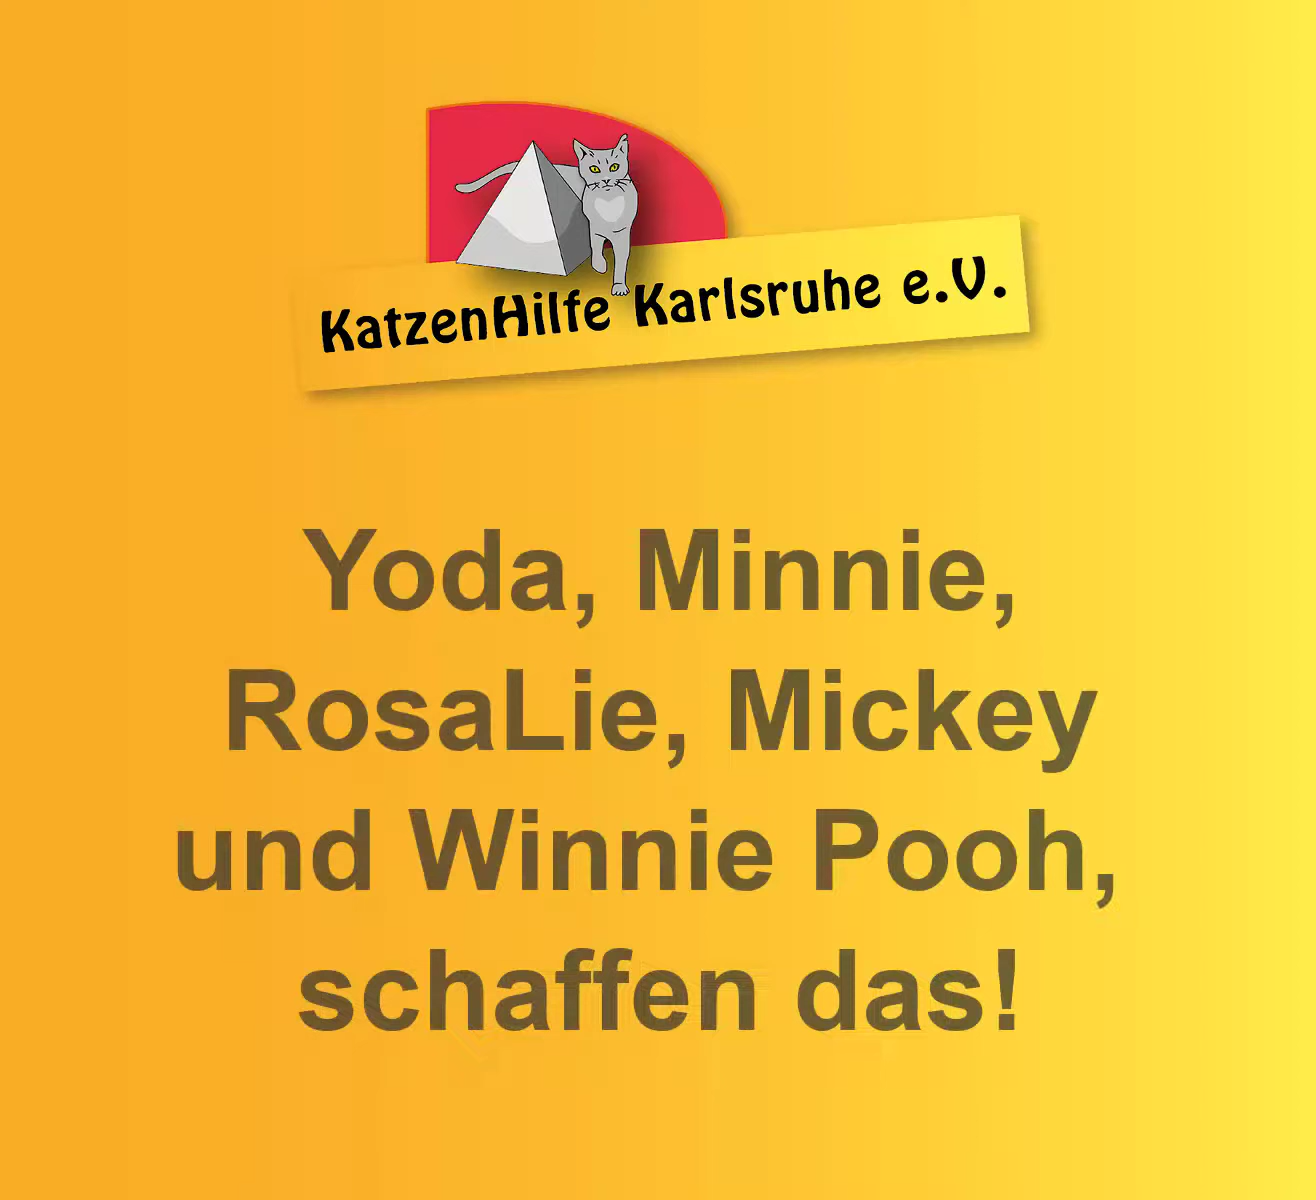 KatzenHilfe Karlsruhe e.V.
Yoda, Minnie,
RosaLie, Mickey
und Winnie Pooh,
schaffen das!